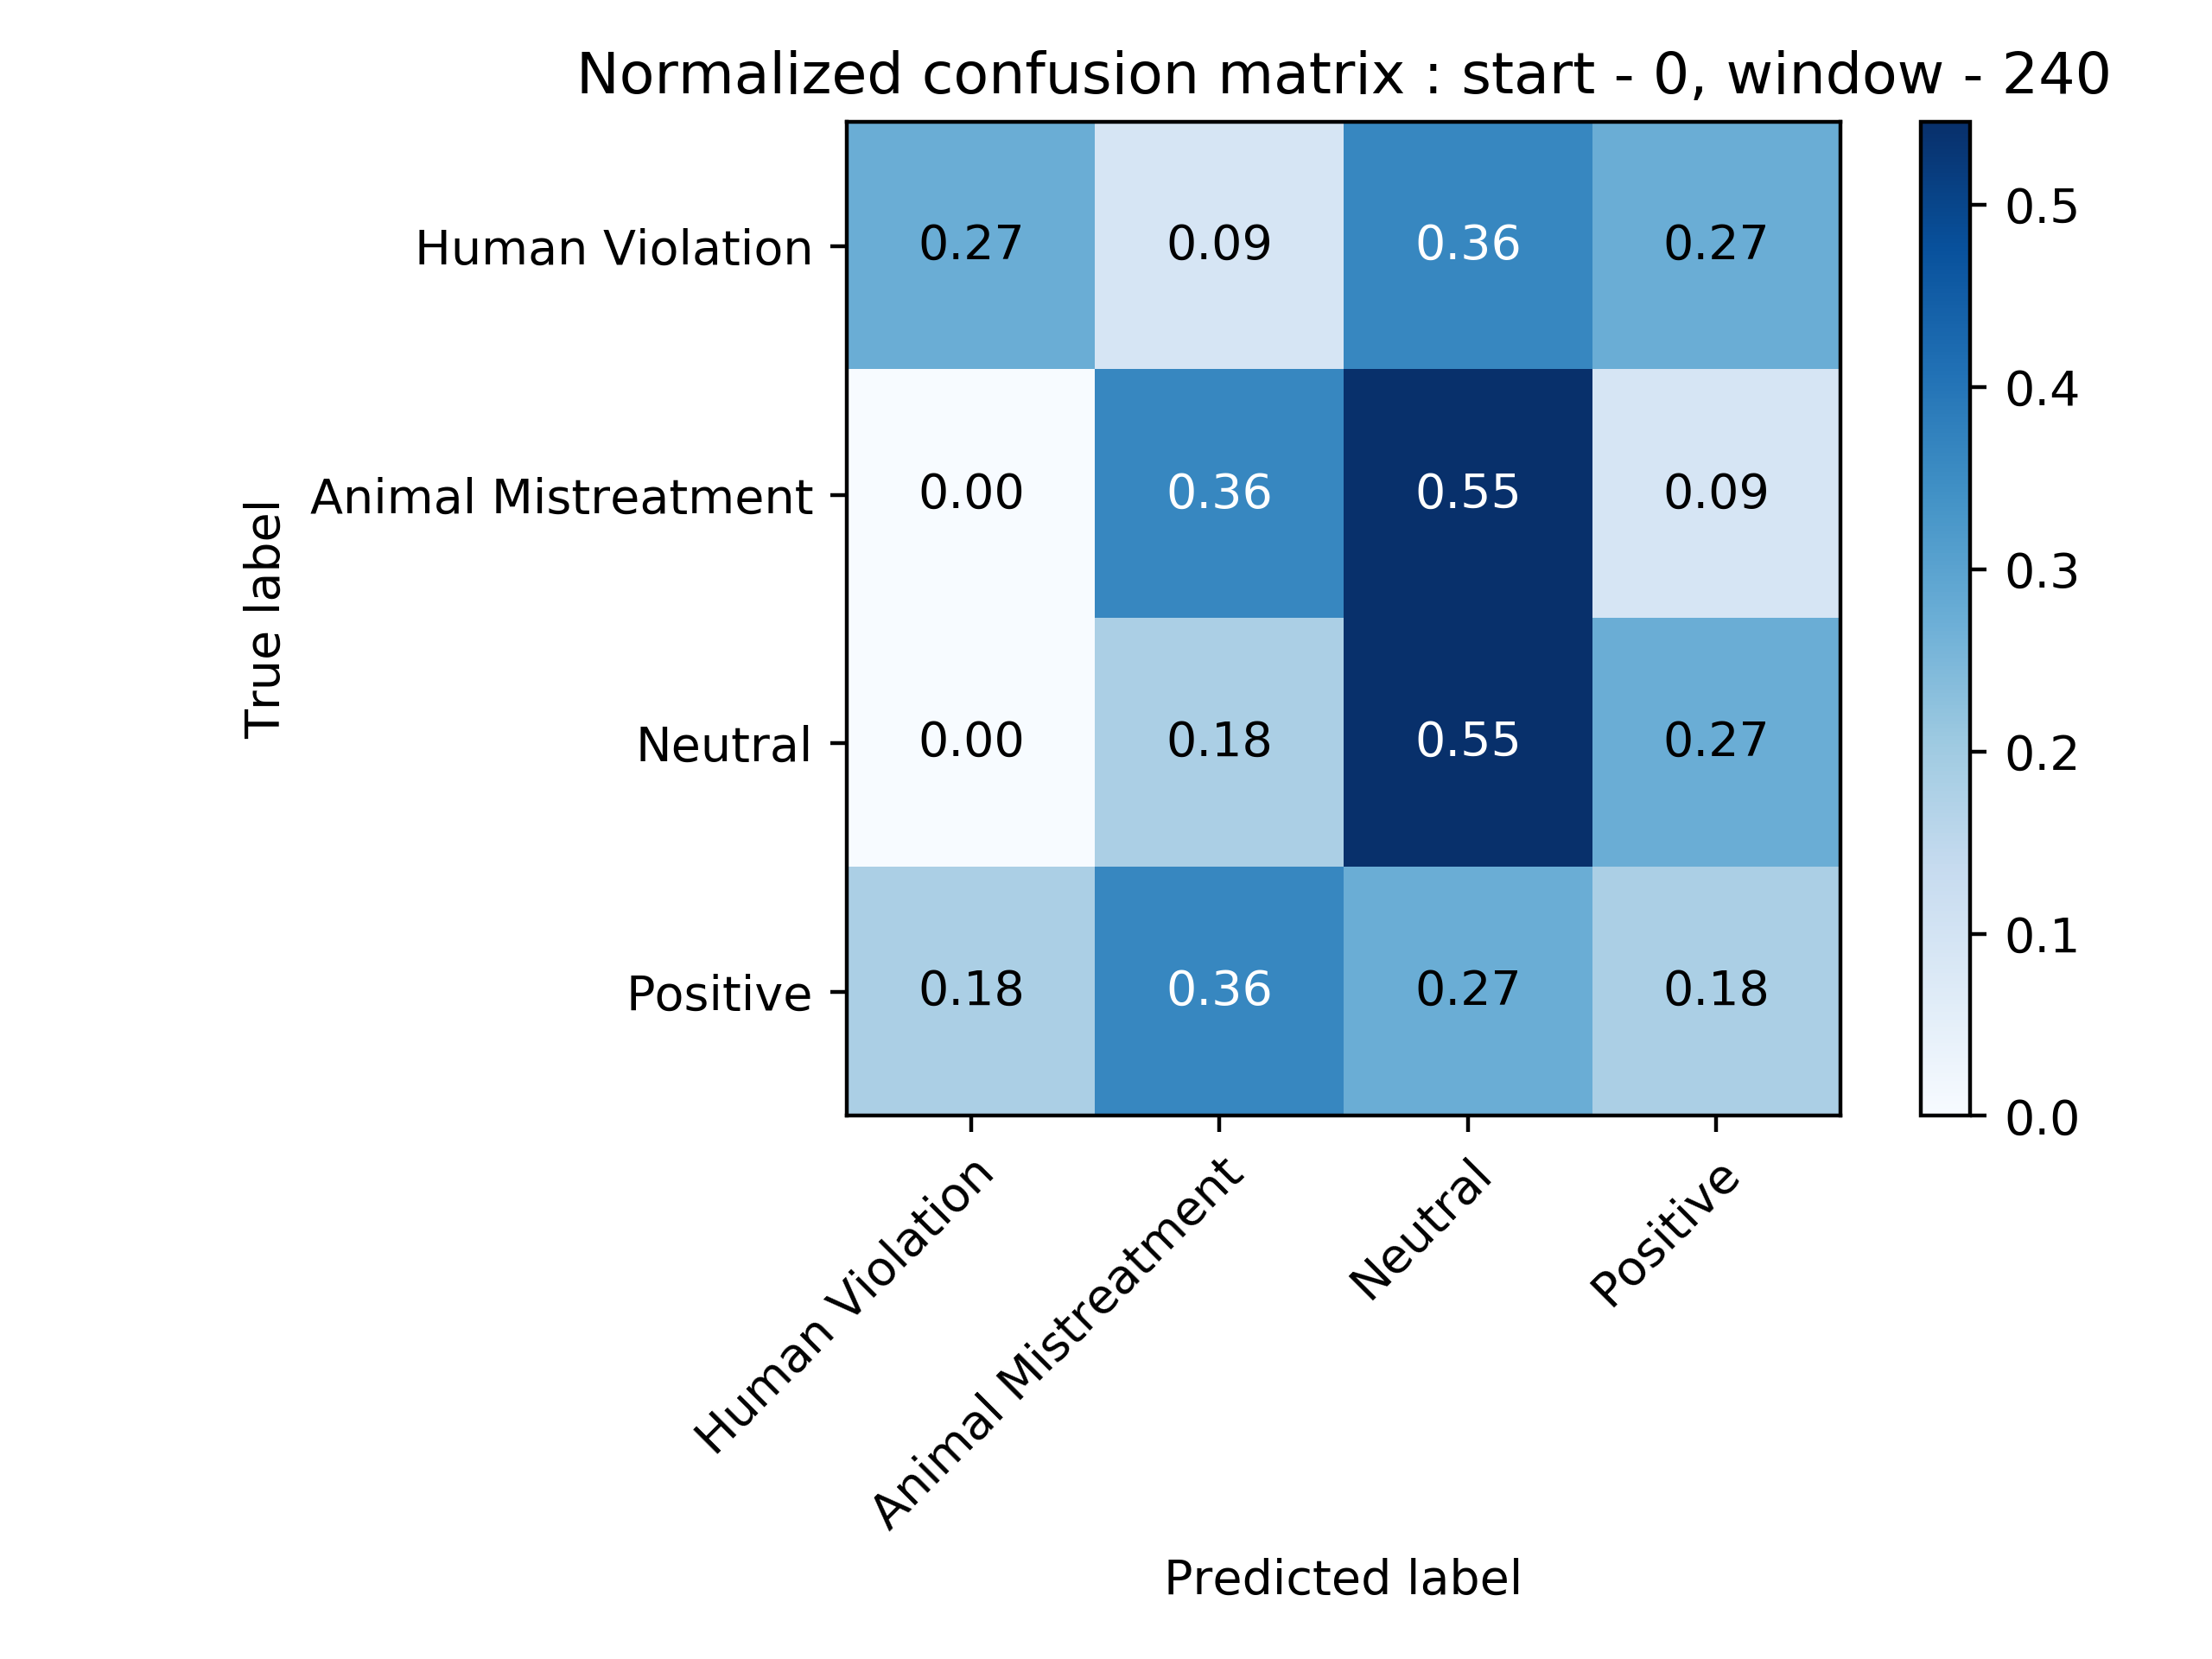 Normalized confusion matrix : start - 0, window - 240
True label
Human Violation 0.27 0.09 0.36 0.27
Animal Mistreatment 0.00 0.36 0.55 0.09
Neutral 0.00 0.18 0.55 0.27
Positive 0.18 0.36 0.27 0.18
Human Violation
Animal Mistreatment
Neutral
Positive
Predicted label
0.5
0.4
0.3
0.2
0.1
0.0